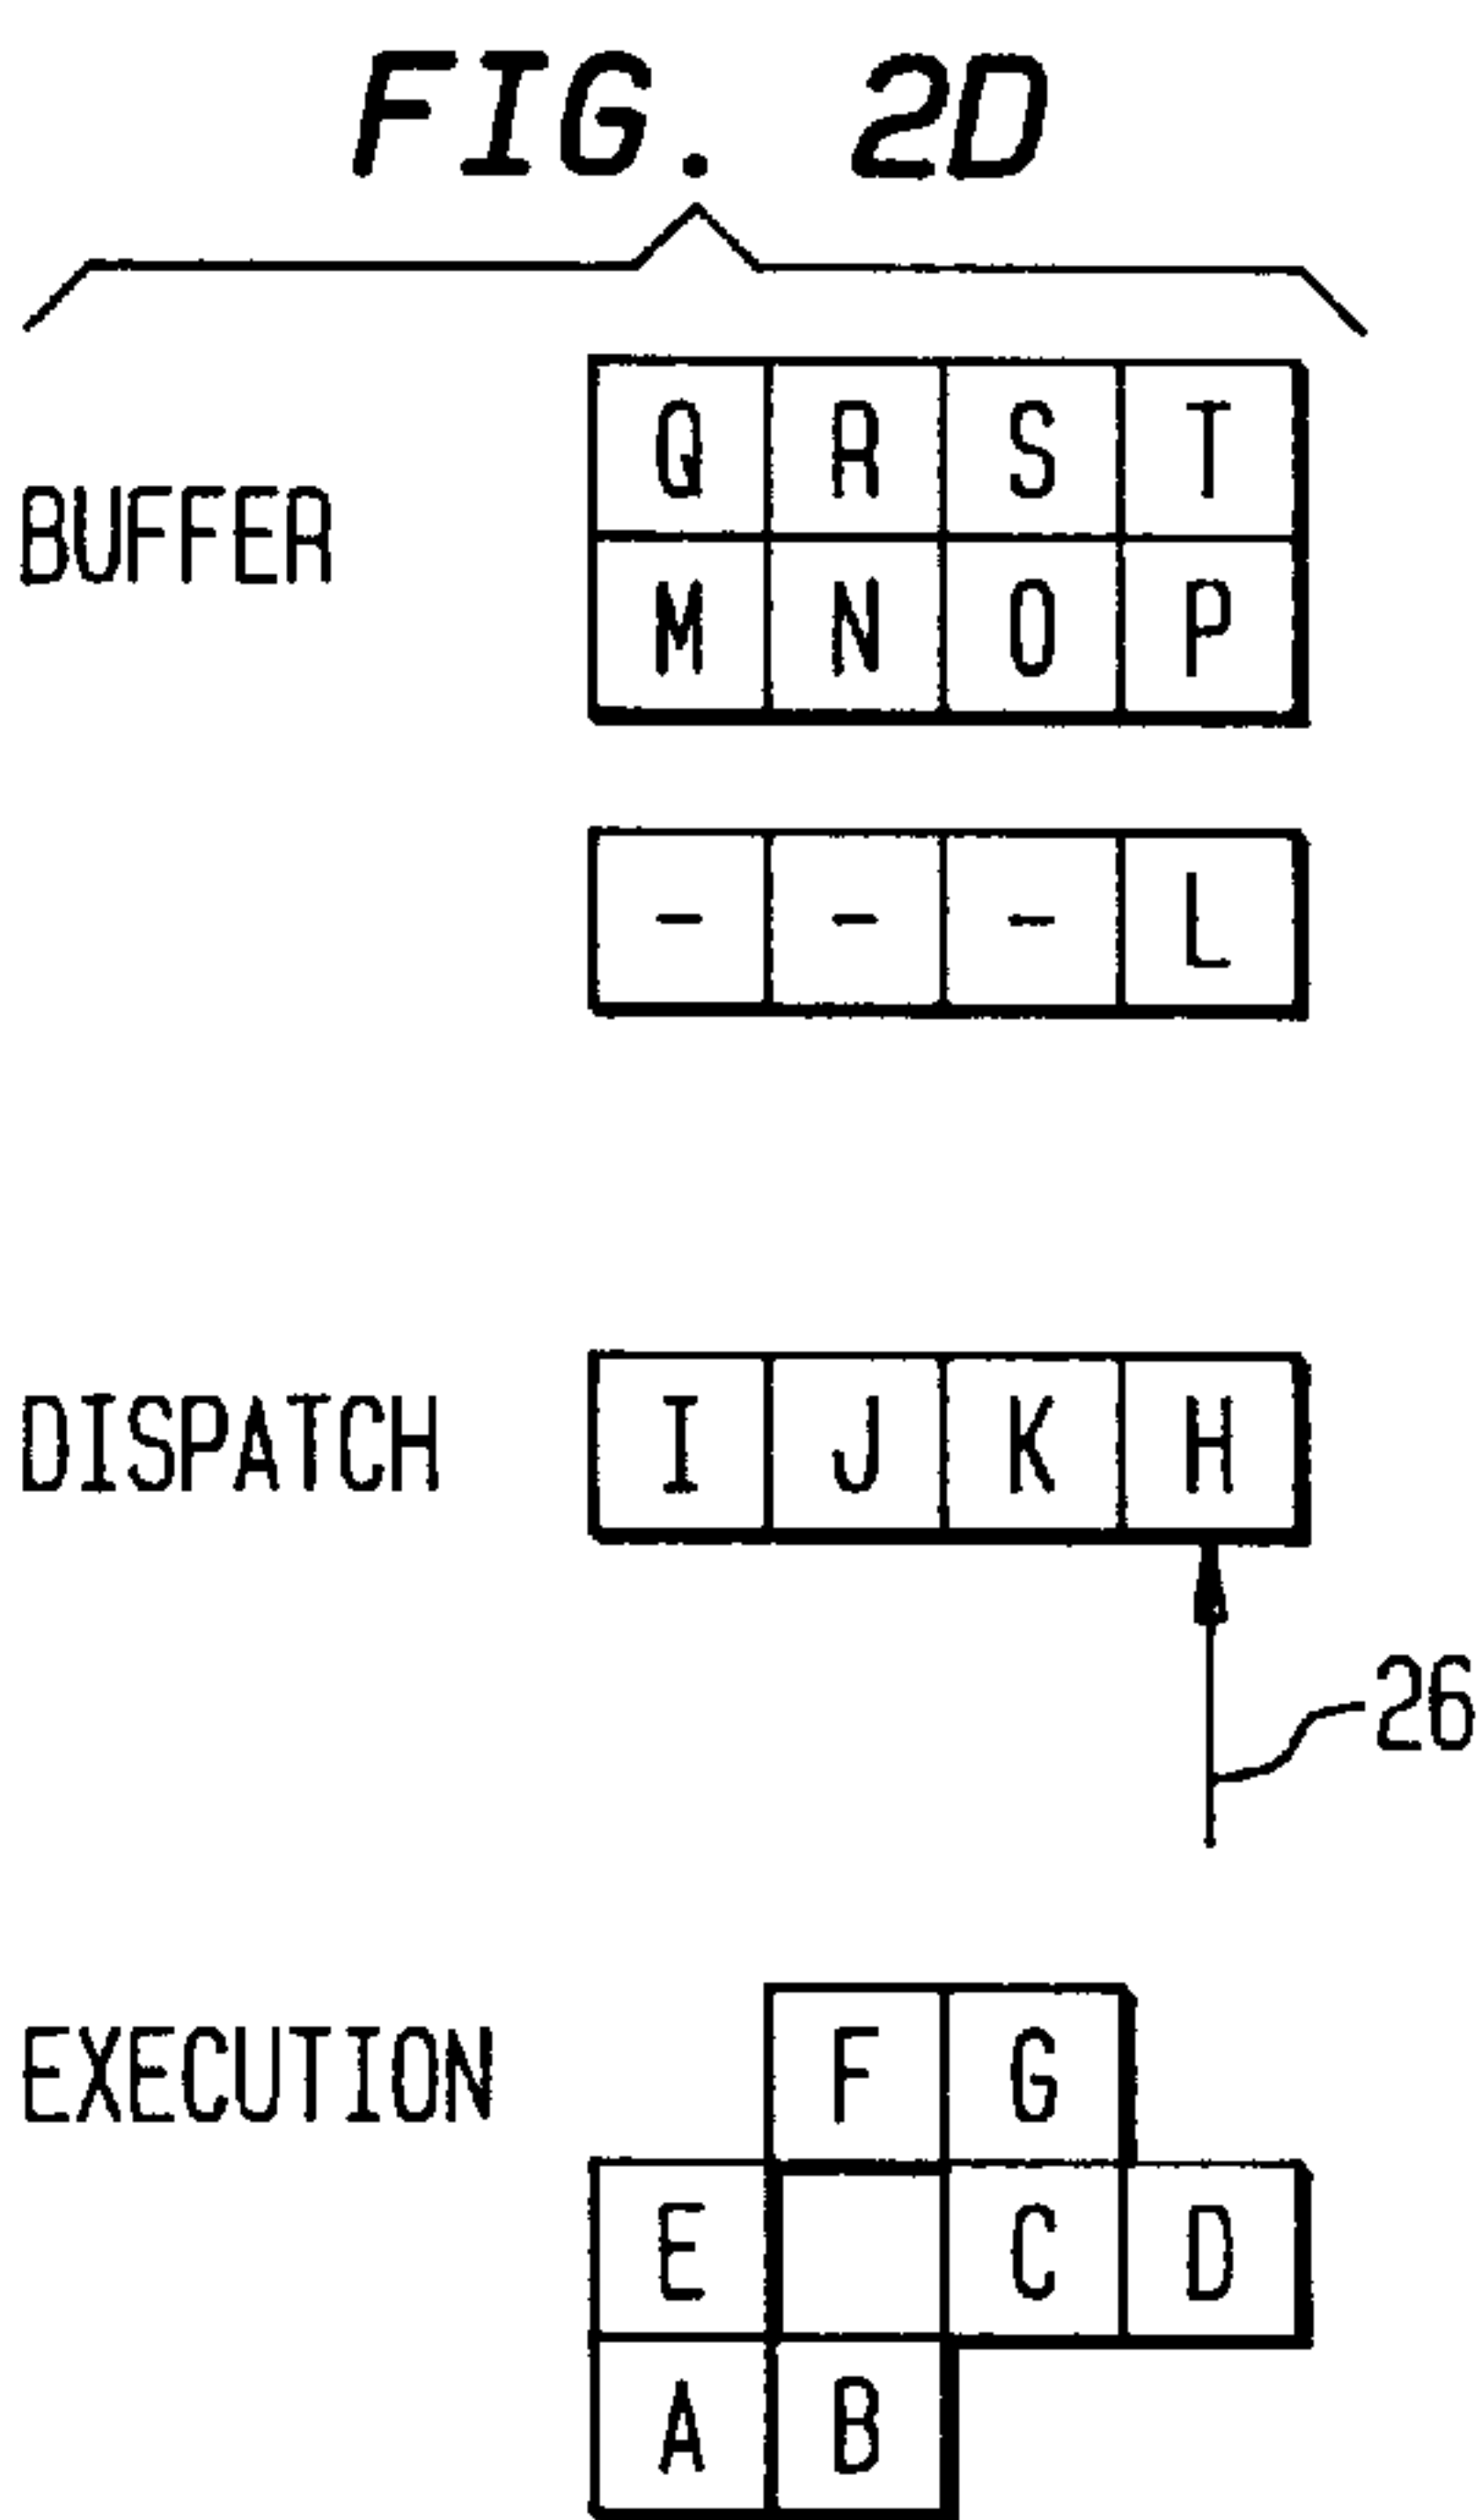 FIG. 2D
Q R S T
BUFFER
M N O P
- - - L
DISPATCH I J K H
26
EXECUTION F G
E C D
A B